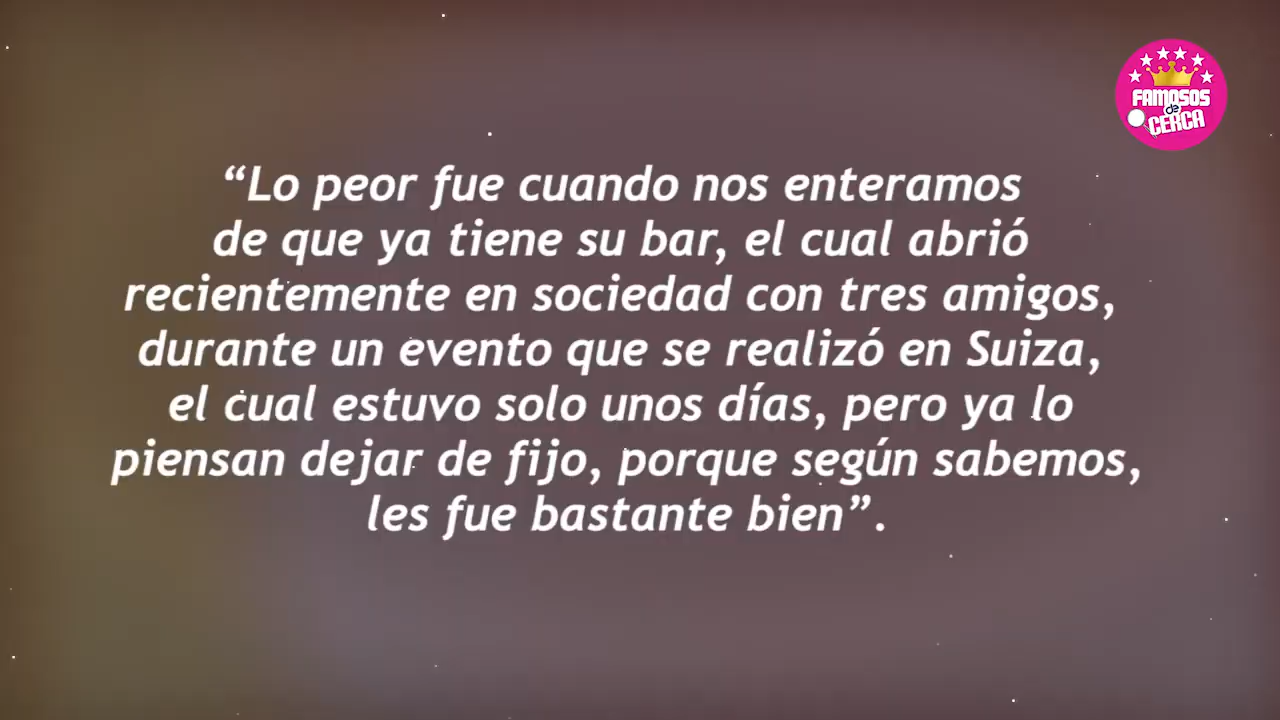 FAMOSOS
de
CERCA
“Lo peor fue cuando nos enteramos
de que ya tiene su bar, el cual abrió
recientemente en sociedad con tres amigos,
durante un evento que se realizó en Suiza,
el cual estuvo solo unos días, pero ya lo
piensan dejar de fijo, porque según sabemos,
les fue bastante bien”.